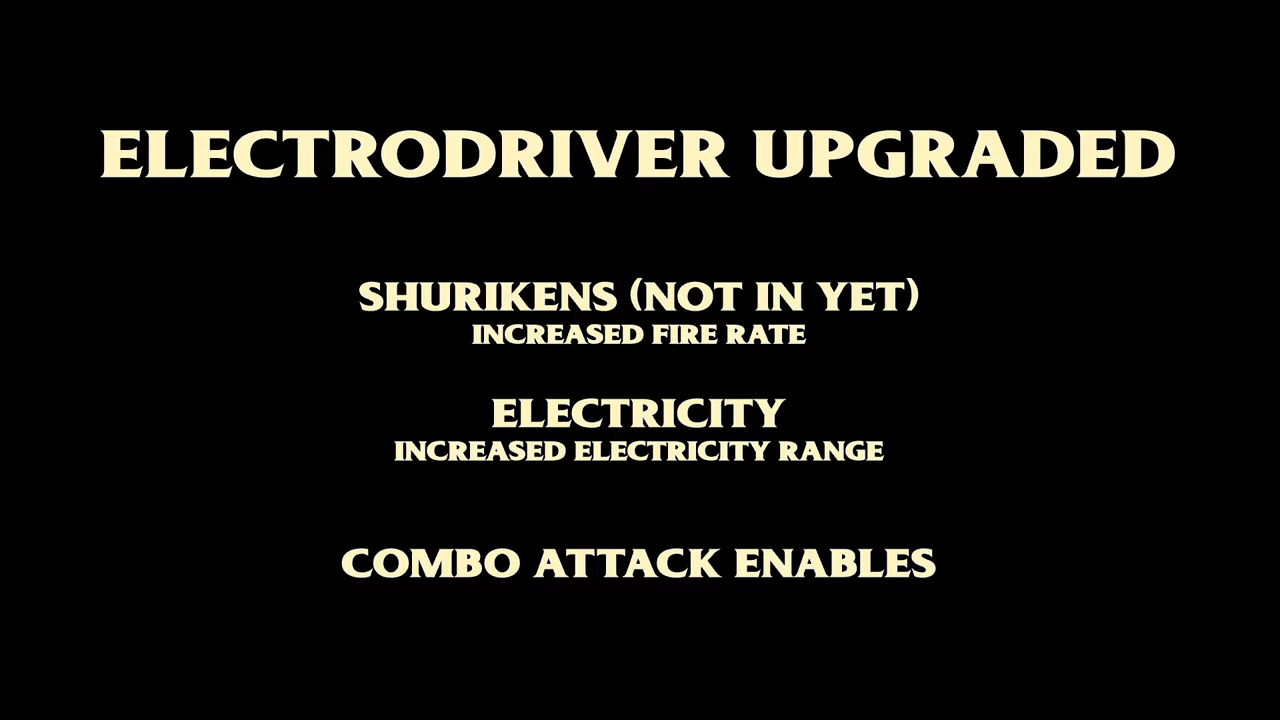 ELECTRODRIVER UPGRADED
SHURIKENS (NOT IN YET)
INCREASED FIRE RATE
ELECTRICITY
INCREASED ELECTRICITY RANGE
COMBO ATTACK ENABLES